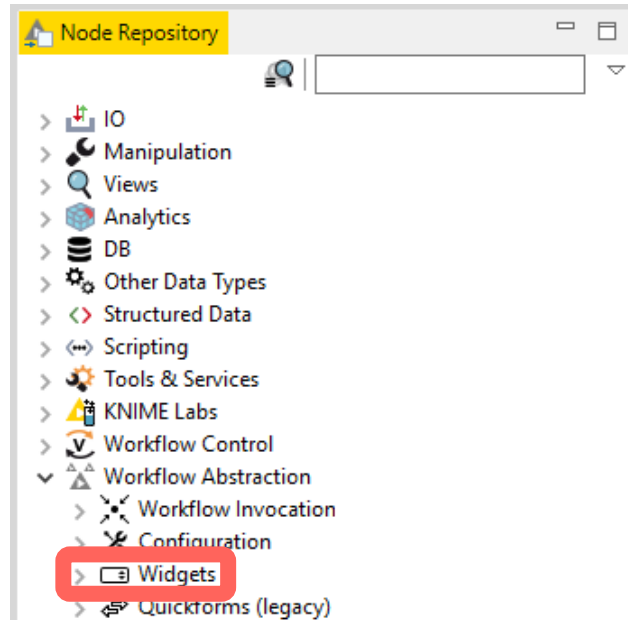 Node Repository
IO
Manipulation
Views
Analytics
DB
Other Data Types
Structured Data
Scripting
Tools & Services
KNIME Labs
Workflow Control
Workflow Abstraction
Workflow Invocation
Configuration
Widgets
Quickforms (legacy)